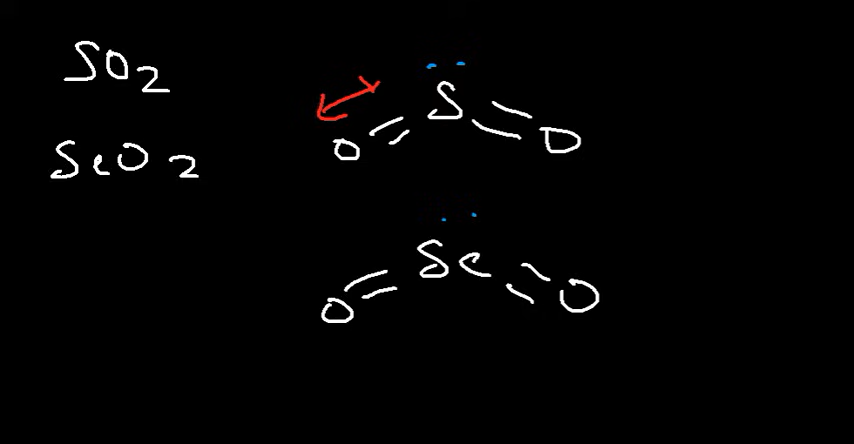 SO2
SeO2
S
O = = O
Se
O = = O